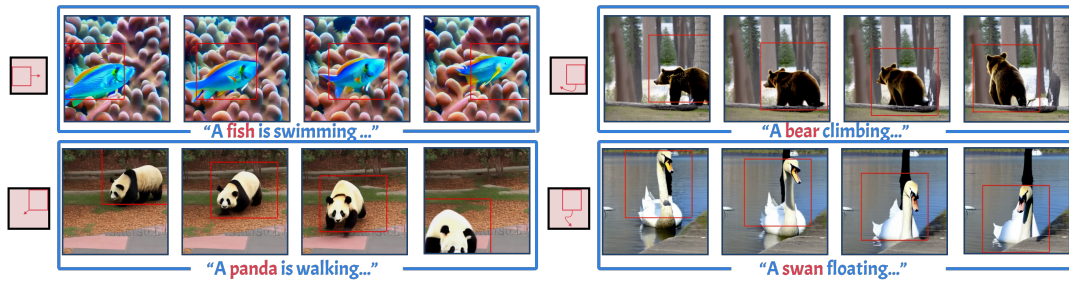 “A fish is swimming ...”
“A bear climbing...”
“A panda is walking...”
“A swan floating...”